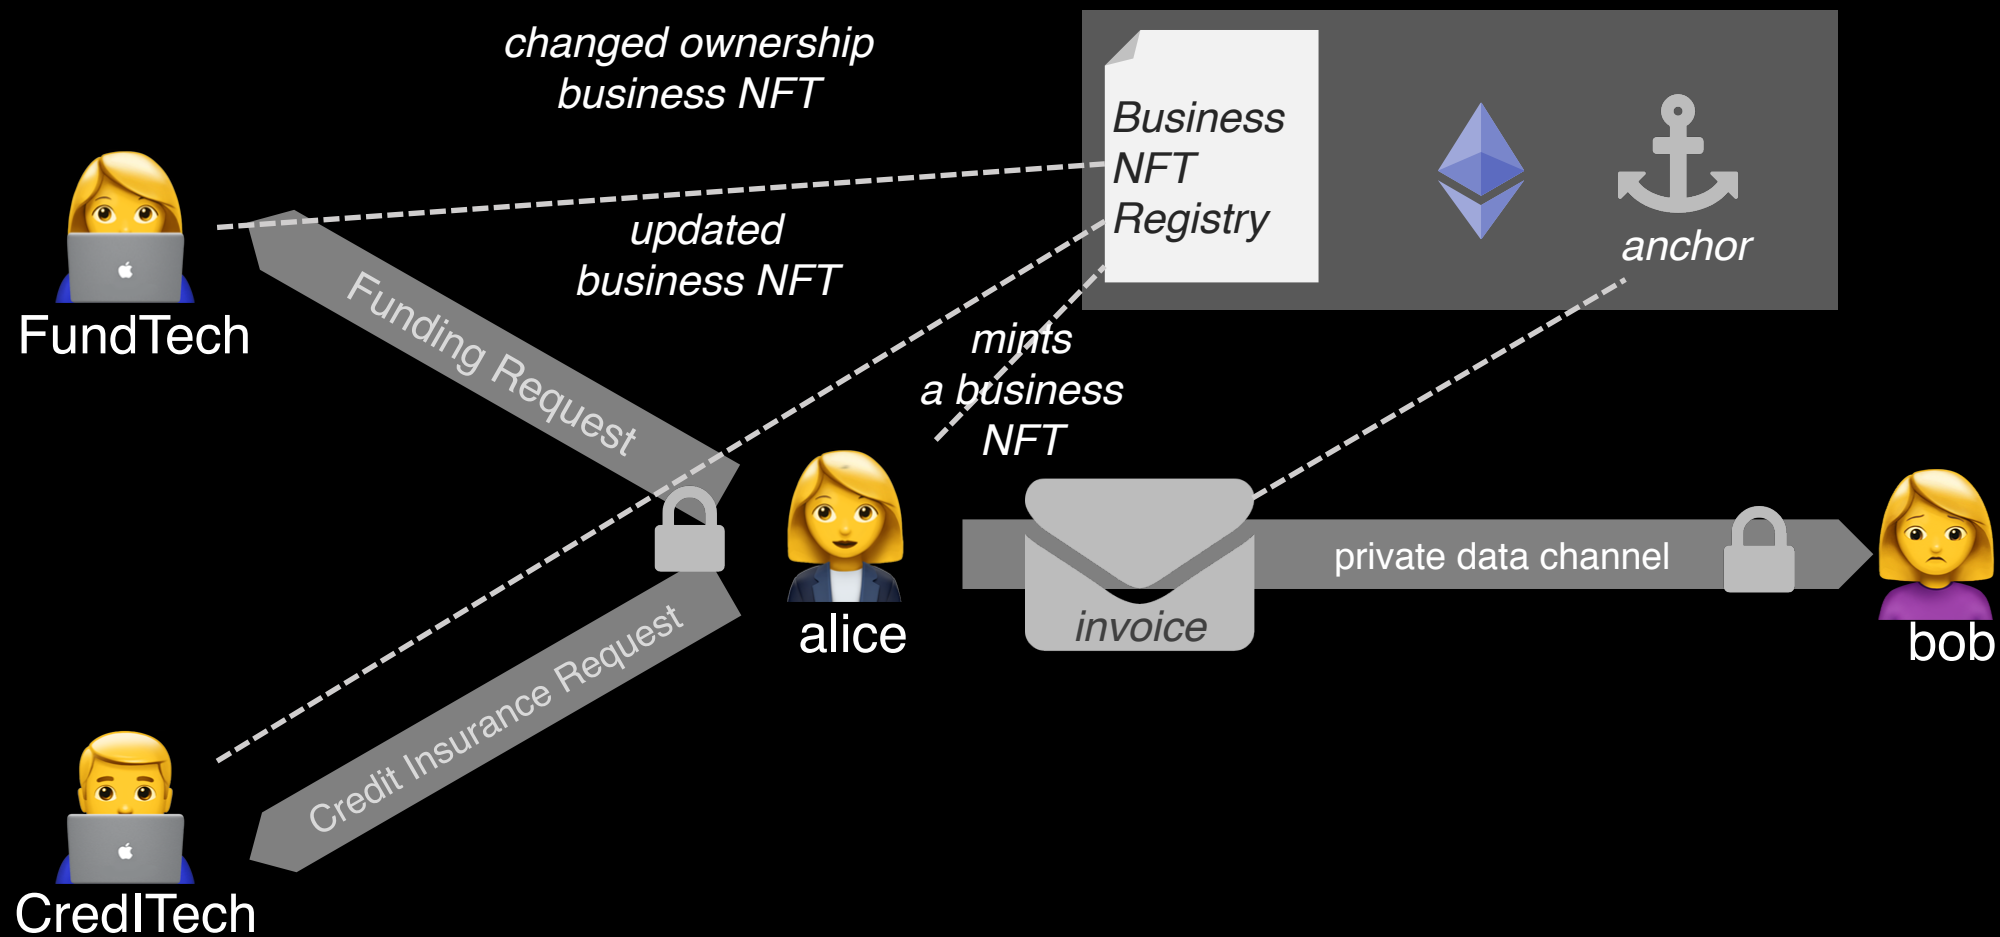 changed ownership
business NFT
Business
NFT
Registry
anchor
updated
business NFT
FundTech
Funding Request
mints
a business
NFT
private data channel
invoice
alice
bob
Credit Insurance Request
CredITech